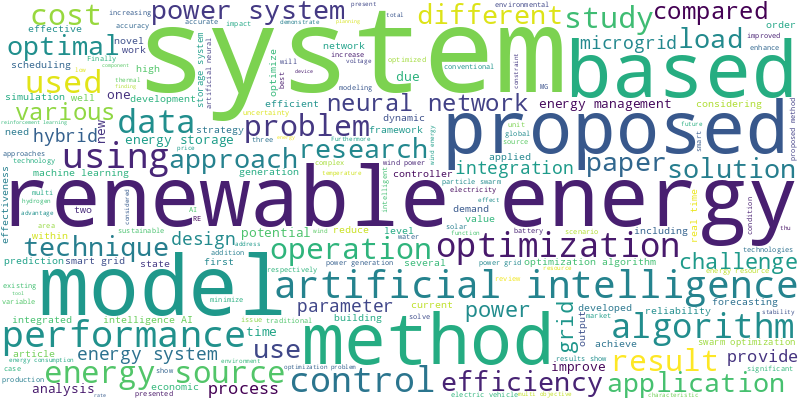 cost
power system
system
different
study
compared
optimal
microgrid
load
based
used
due
various
data
neural network
energy management
considering
hybrid
energy storage
problem
research
proposed
using
approach
integration
paper
solution
renewable energy
technique
design
operation
optimization
challenge
model
artificial intelligence
performance
parameter
power
grid
algorithm
energy system
use
time
method
improve
result
provide
energy source
control
efficiency
application
process
analysis
effective
scheduling
simulation
well
increasing
accuracy
accurate
impact
novel
work
order
high
one
development
new
need
strategy
efficient
storage system
optimize
network
increase
best
device
voltage
conventional
modeling
framework
dynamic
uncertainty
three
will
present
total
planning
environmental
demonstrate
improved
enhance
optimized
constraint
MG
Finally
component
thermal
finding
low
reinforcement learning
approaches
technology
machine learning
effectiveness
generation
artificial neural
price
furthermore
complex
temperature
intelligent
wind power
controller
applied
global
source
unit
wind energy
particle swarm
electricity
effect
demand
value
including
real time
smart
future
proposed method
condition
thu
multi
hydrogen
advantage
two
area
within
considered
AI
RE
sustainable
potential
reduce
level
several
solar
function
battery
scenario
technologies
prediction
smart grid
state
first
addition
address
respectively
power generation
power grid
optimization algorithm
energy resource
forecasting
reliability
stability
existing
tool
variable
integrated
intelligence AI
minimize
issue
traditional
building
current
solve
review
resource
developed
market
output
achieve
swarm optimization
significant
article
case
energy consumption
production
show
economic
environment
optimization problem
results show
presented
rate
electric vehicle
multi objective
characteristic
wind
water